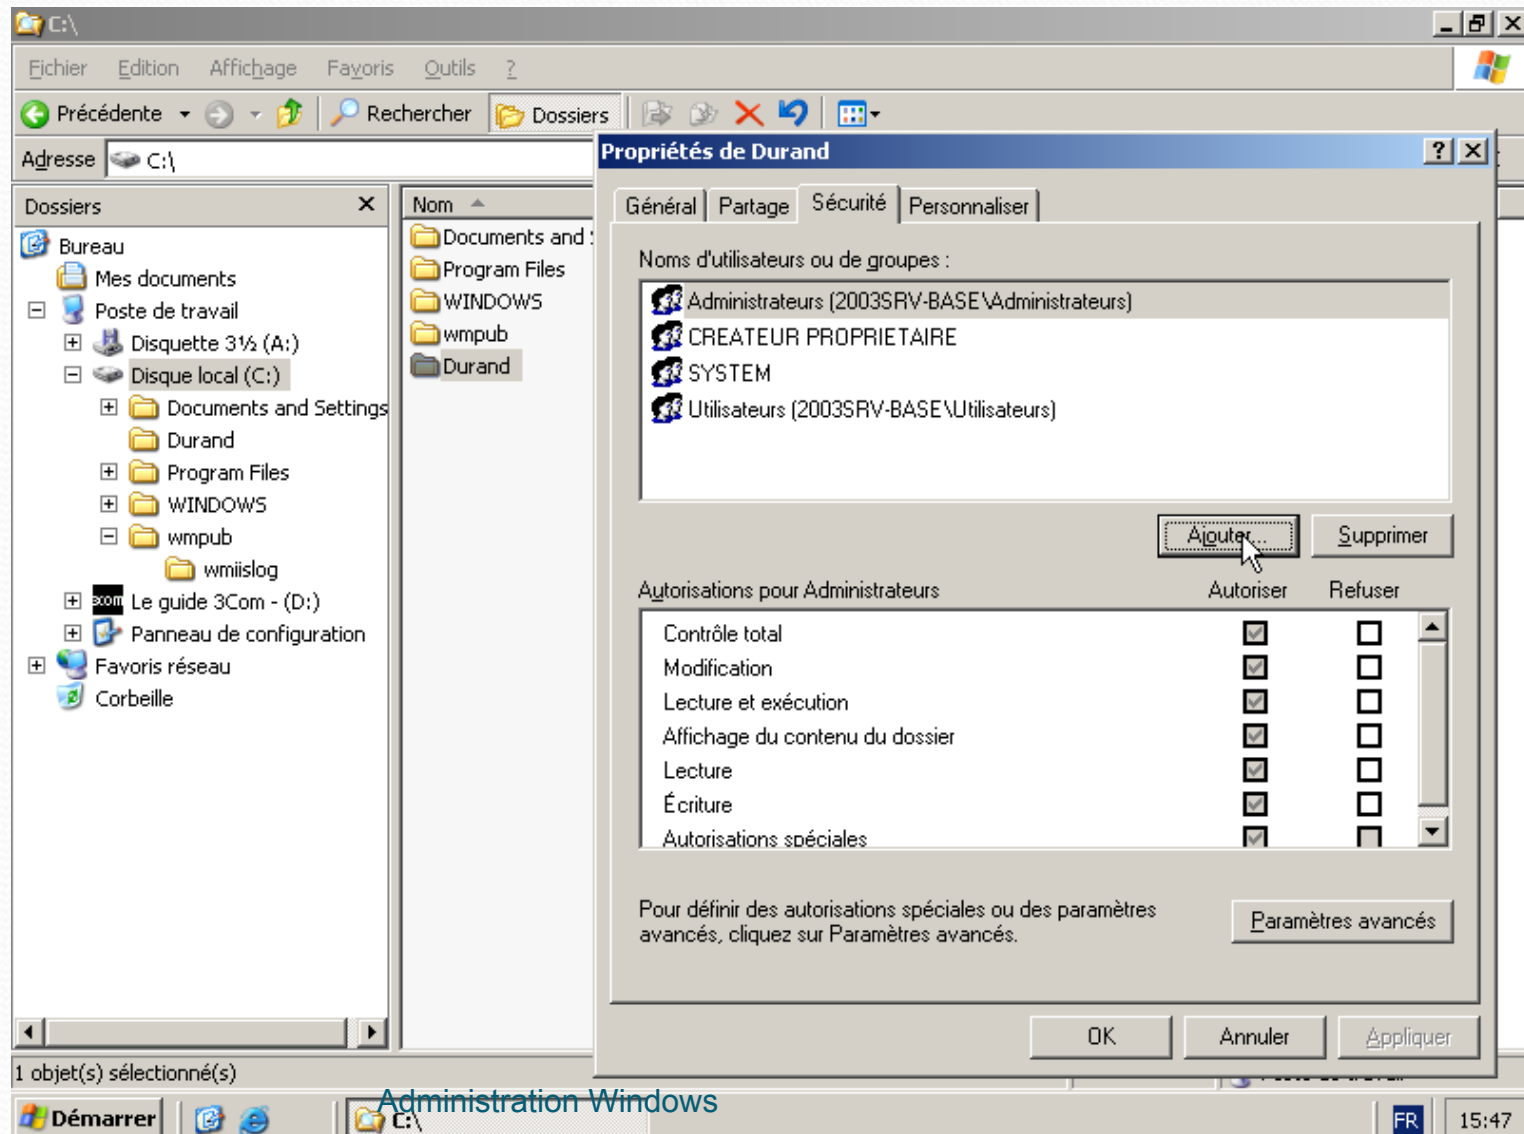 C:\
Fichier Edition Affichage Favoris Outils ?
Précédente Rechercher Dossiers
Adresse C:\
Dossiers
Bureau
Mes documents
Poste de travail
Disquette 3½ (A:)
Disque local (C:)
Documents and Settings
Durand
Program Files
WINDOWS
wmpub
wmiislog
3com Le guide 3Com - (D:)
Panneau de configuration
Favoris réseau
Corbeille
Nom
Documents and
Program Files
WINDOWS
wmpub
Durand
Propriétés de Durand
Général Partage Sécurité Personnaliser
Noms d'utilisateurs ou de groupes :
Administrateurs (2003SRV-BASE\Administrateurs)
CREATEUR PROPRIETAIRE
SYSTEM
Utilisateurs (2003SRV-BASE\Utilisateurs)
Ajouter... Supprimer
Autorisations pour Administrateurs Autoriser Refuser
Contrôle total
Modification
Lecture et exécution
Affichage du contenu du dossier
Lecture
Écriture
Autorisations spéciales
Pour définir des autorisations spéciales ou des paramètres
avancés, cliquez sur Paramètres avancés.
Paramètres avancés
OK Annuler Appliquer
1 objet(s) sélectionné(s)
Administration Windows
Démarrer C:\ FR 15:47